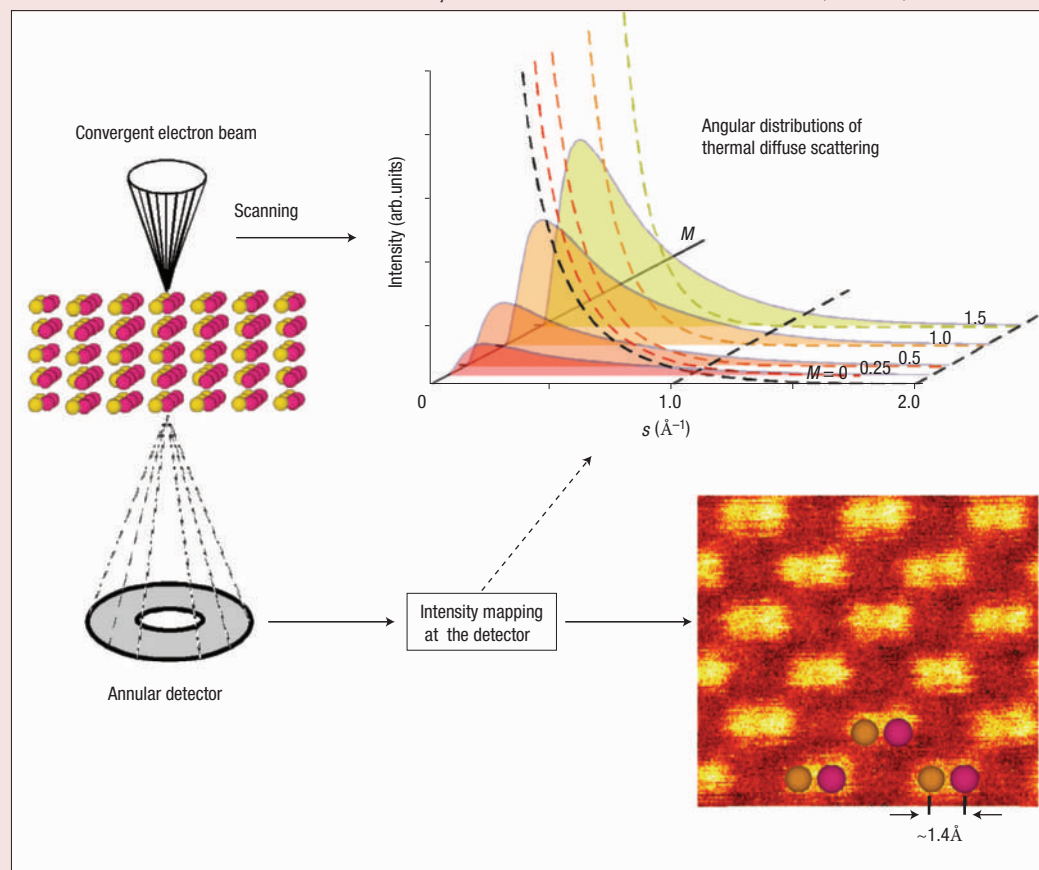 Convergent electron beam
Scanning
Intensity (arb.units)
Angular distributions of
thermal diffuse scattering
M
1.5
1.0
0.5
0.25
M = 0
0
1.0
2.0
s (Å⁻¹)
Intensity mapping
at the detector
Annular detector
~1.4Å